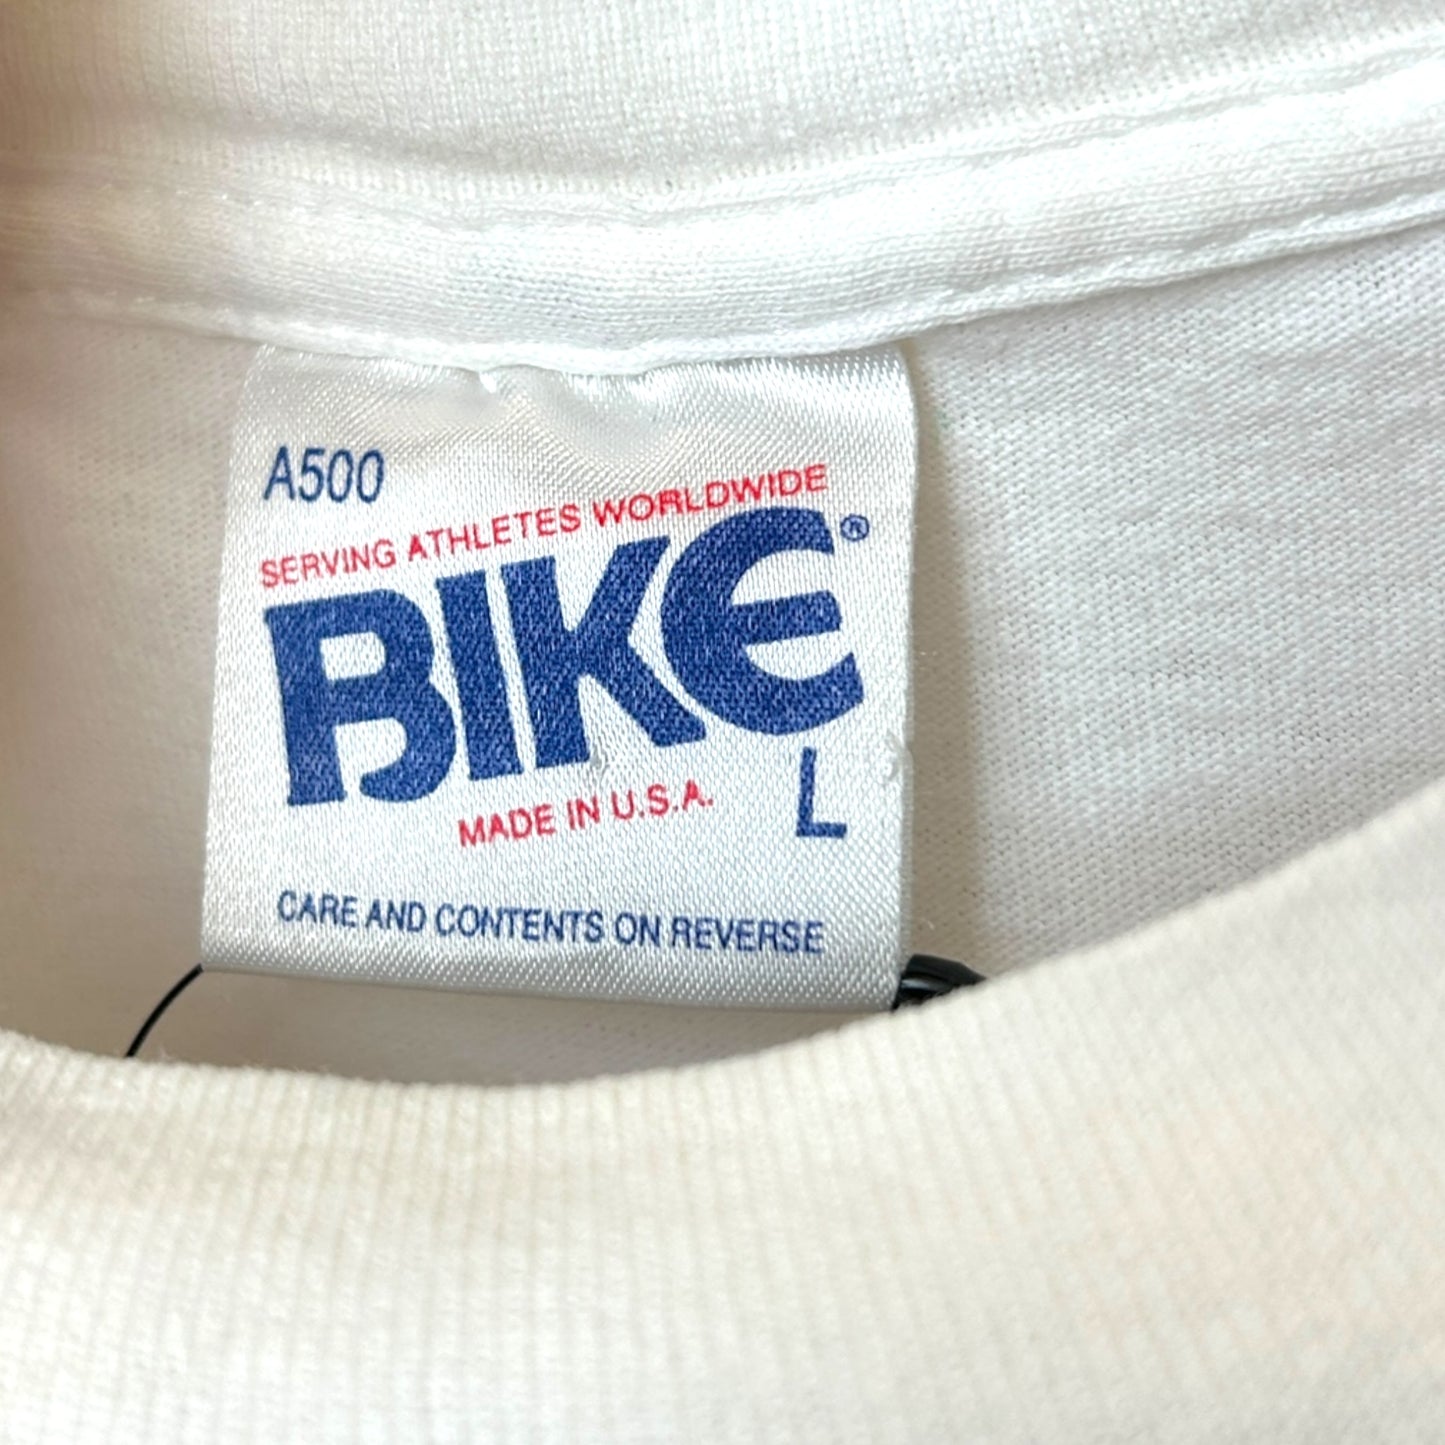 A500
SERVING ATHLETES WORLDWIDE
BIKE®
L
MADE IN U.S.A.
CARE AND CONTENTS ON REVERSE